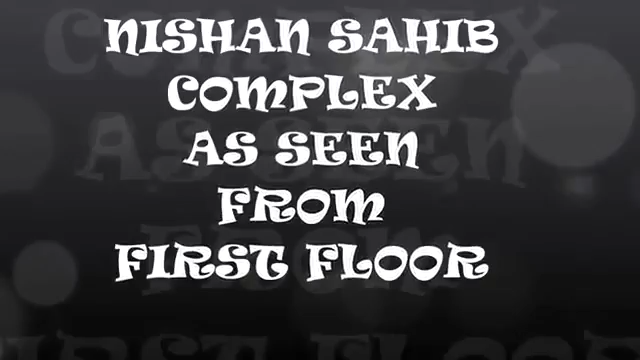 NISHAN SAHIB
COMPLEX
AS SEEN
FROM
FIRST FLOOR